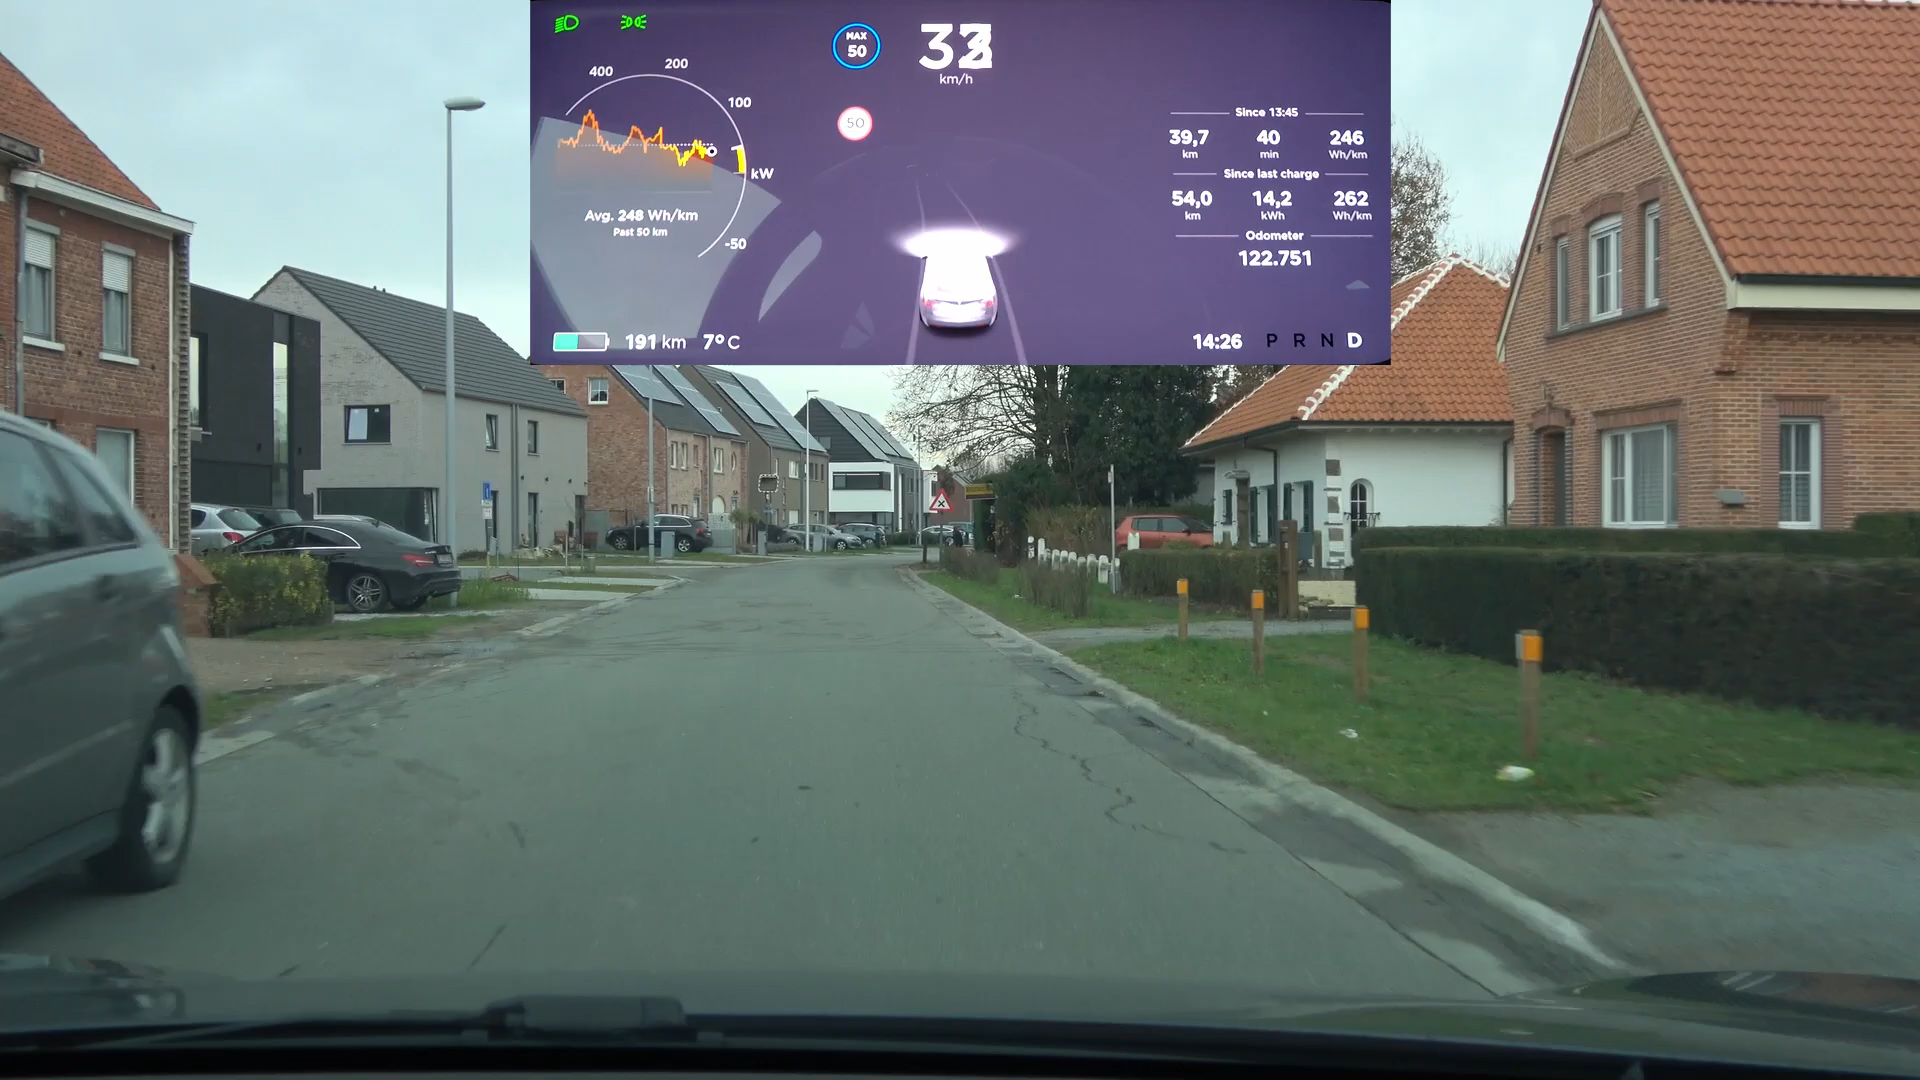 MAX
50
km/h
50
400
200
100
kW
-50
Avg. 248 Wh/km
Past 50 km
Since 13:45
39,7 40 246
km min Wh/km
Since last charge
54,0 14,2 262
km kWh Wh/km
Odometer
122.751
191 km 7°C
14:26 P R N D